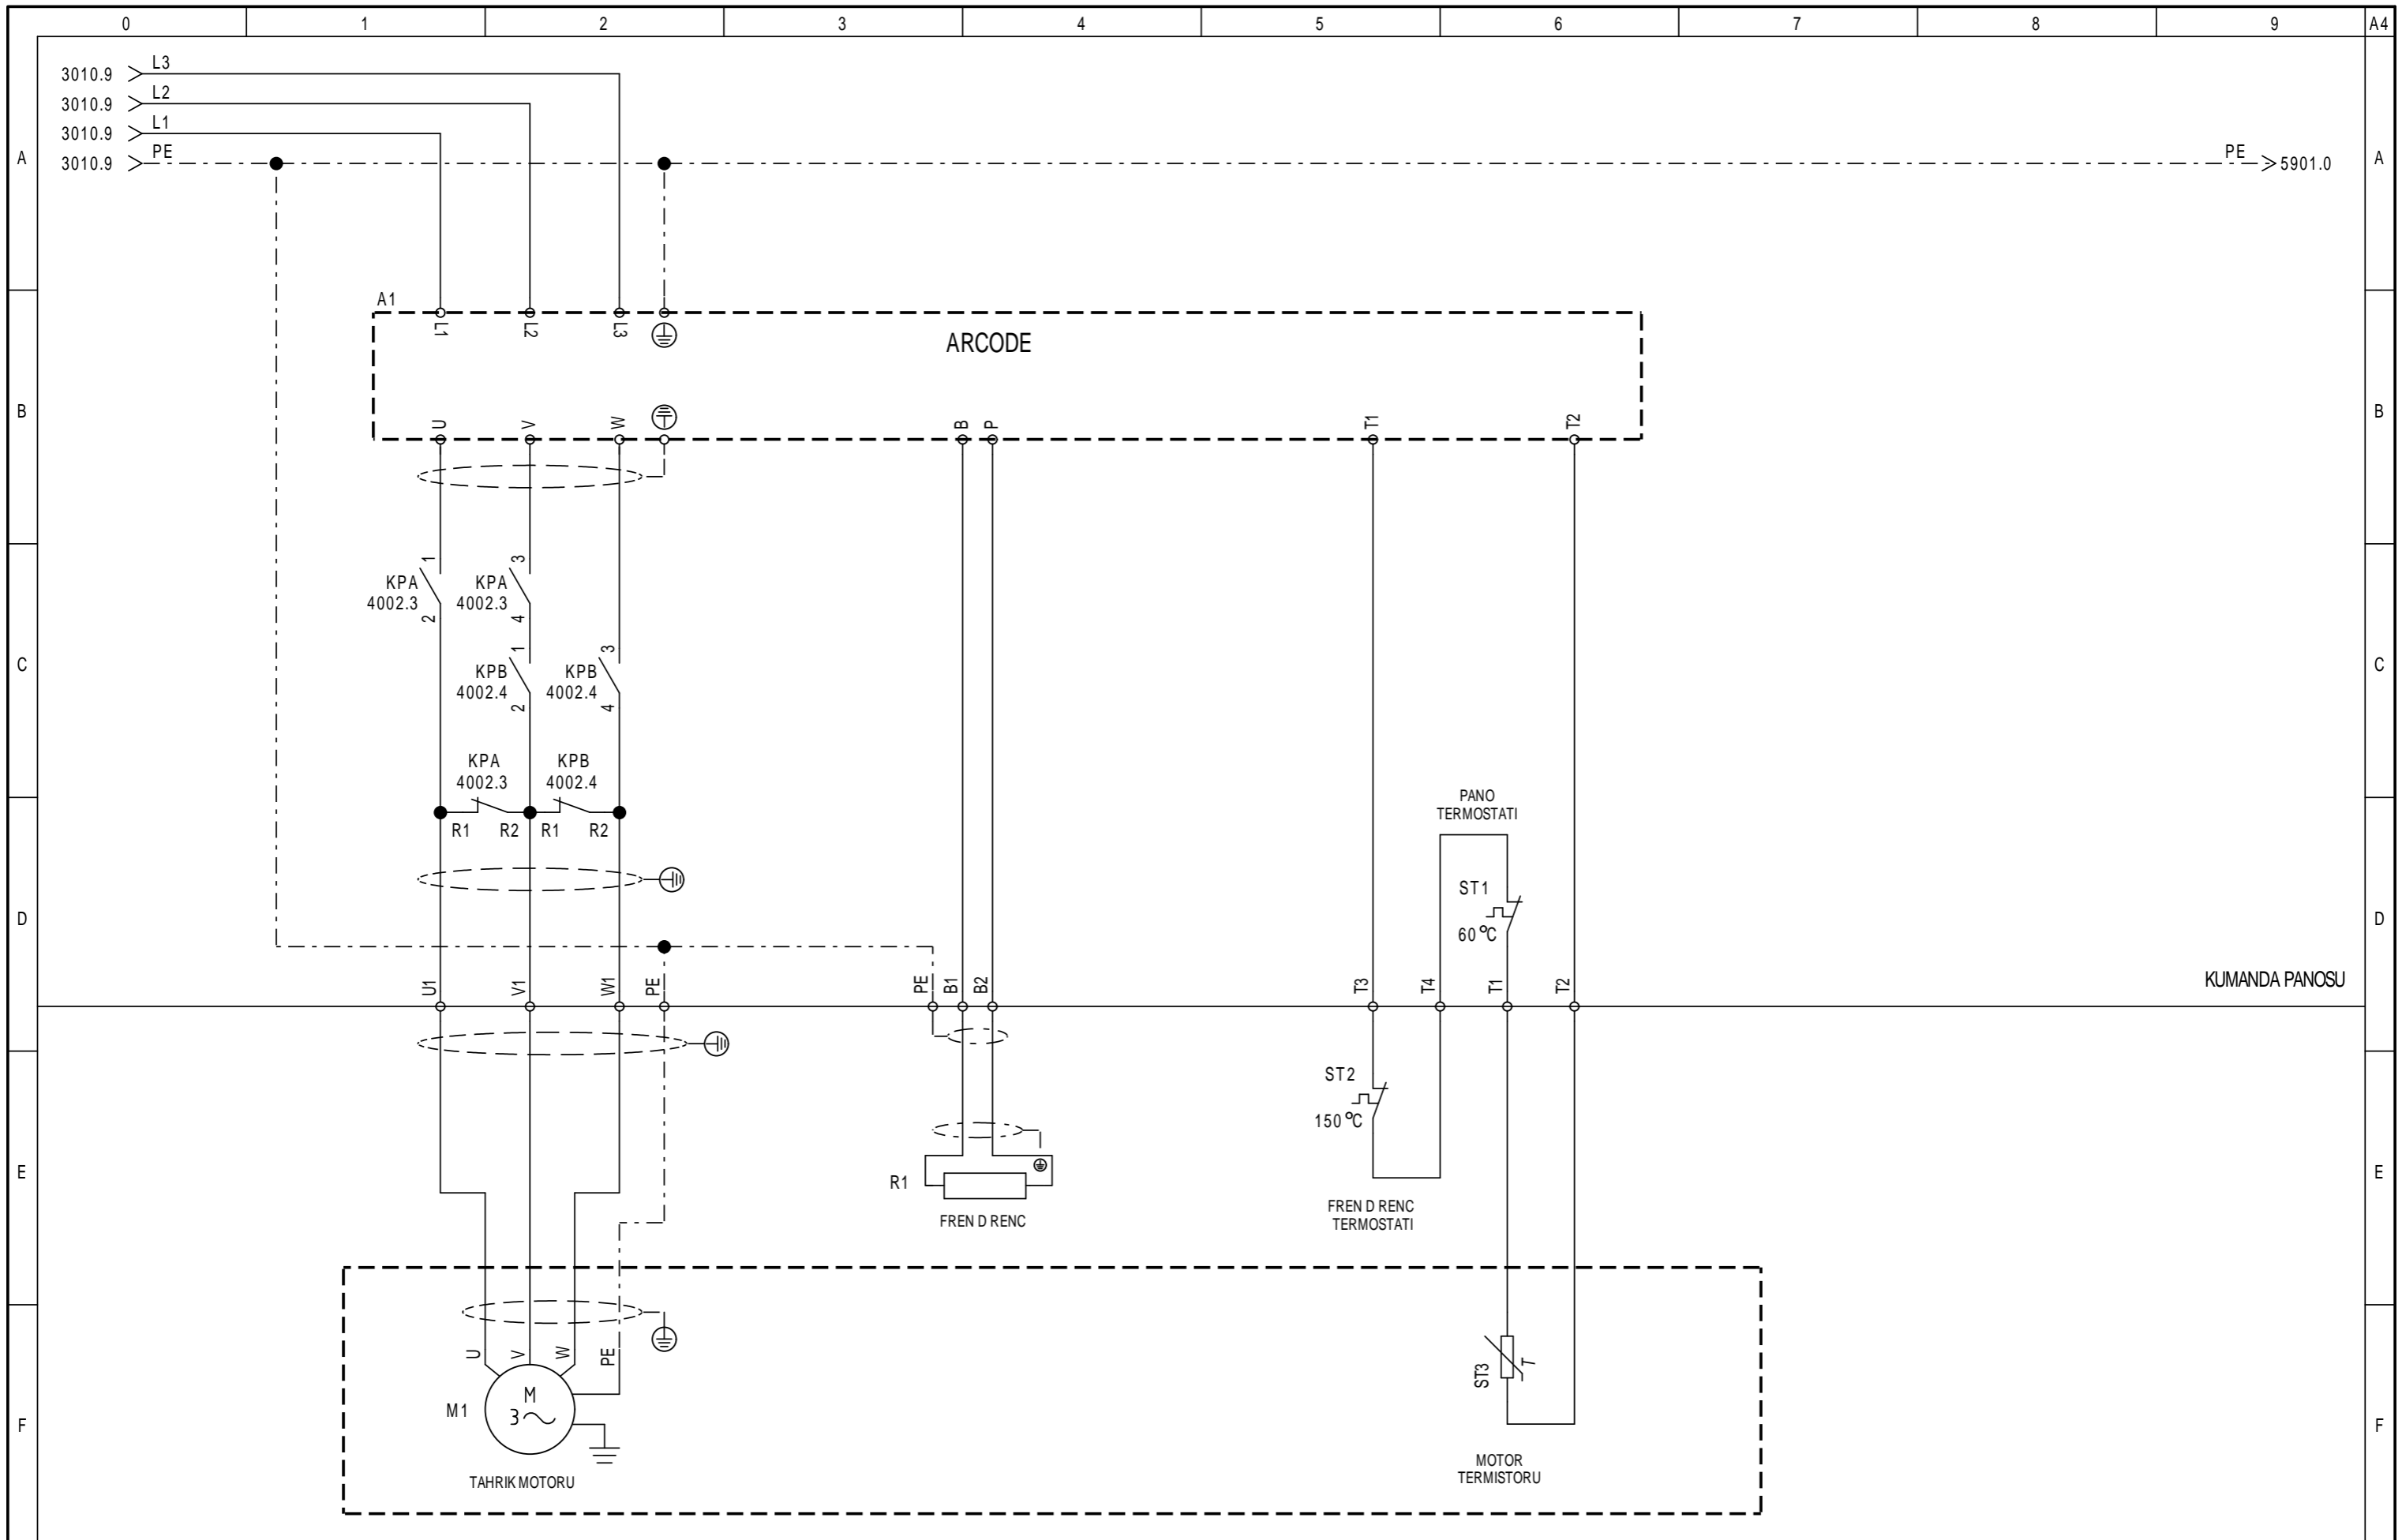 0 1 2 3 4 5 6 7 8 9 A4
3010.9 L3
3010.9 L2
3010.9 L1
3010.9 PE
PE 5901.0
A A
A1
L1 L2 L3
ARCODE
B B
U V W B P T1 T2
1 3
KPA KPA
4002.3 4002.3
2 4
1 3
C C
KPB KPB
4002.4 4002.4
2 4
KPA KPB
4002.3 4002.4
R1 R2 R1 R2
PANO
TERMOSTATI
ST1
D D
60 °C
KUMANDA PANOSU
U1 V1 W1 PE PE B1 B2 T3 T4 T1 T2
ST2
150 °C
E E
R1
FREN D RENC
FREN D RENC
TERMOSTATI
U V W PE
ST3 T
M
3
M1
F F
TAHRIK MOTORU
MOTOR
TERMISTORU